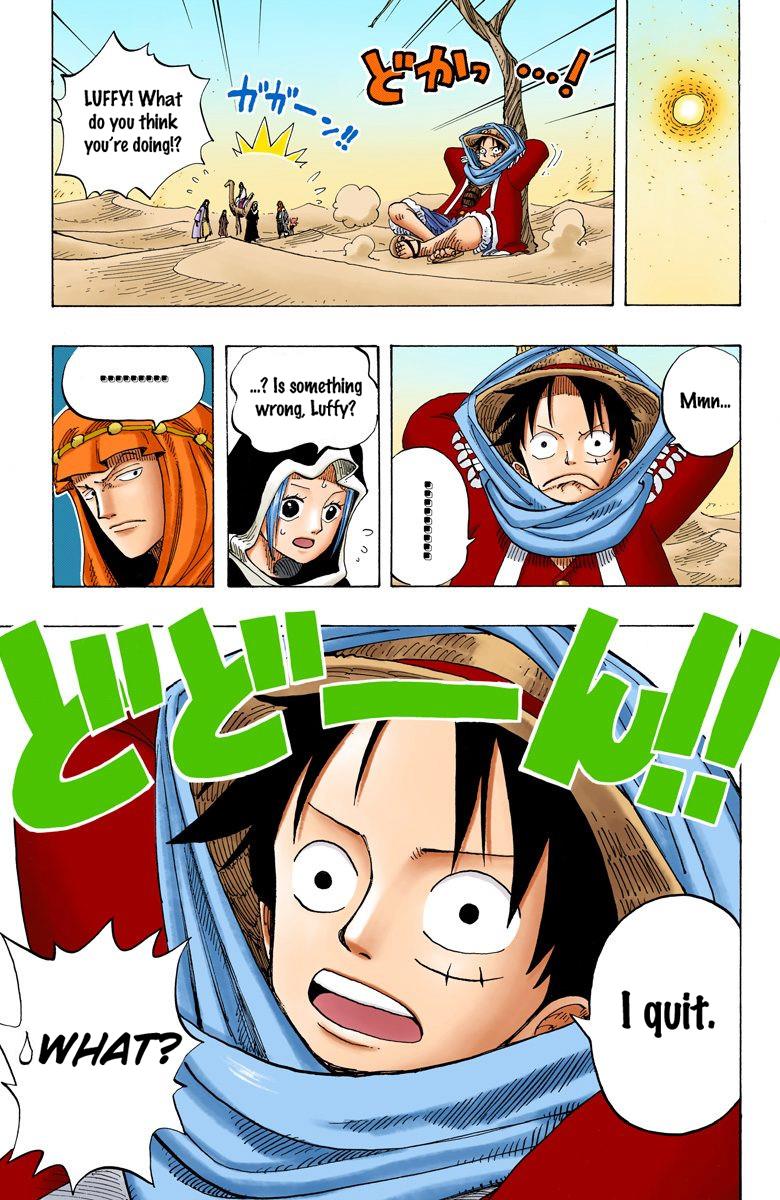 LUFFY! What
do you think
you're doing!?
ガガーン!!
どかっ …!
.........
...? Is something
wrong, Luffy?
.........
Mmn...
どどーん!!
WHAT?
I quit.